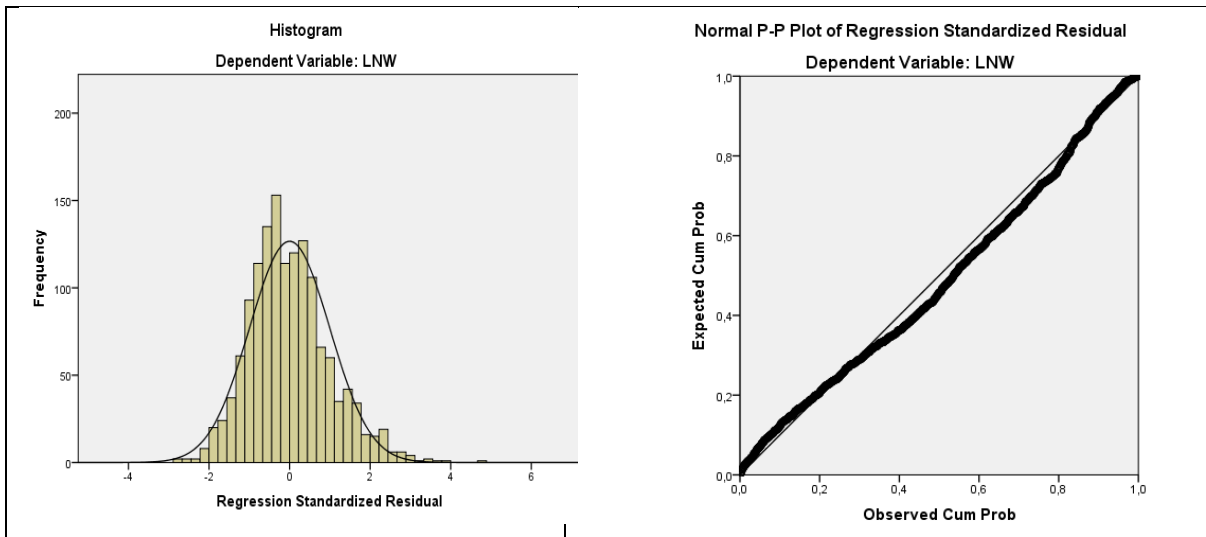 Histogram
Dependent Variable: LNW
Frequency
200
150
100
50
0
-4 -2 0 2 4 6
Regression Standardized Residual
Normal P-P Plot of Regression Standardized Residual
Dependent Variable: LNW
Expected Cum Prob
1,0
0,8
0,6
0,4
0,2
0,0
0,0 0,2 0,4 0,6 0,8 1,0
Observed Cum Prob